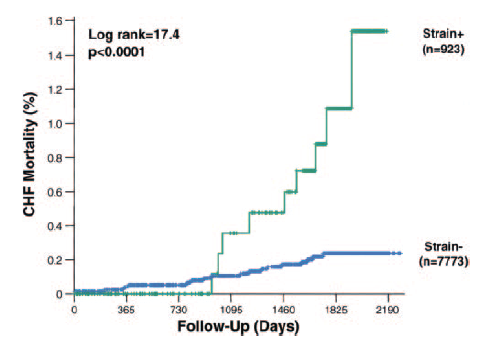 Log rank=17.4
p<0.0001
Strain+
(n=923)
Strain-
(n=7773)
CHF Mortality (%)
1.6
1.4
1.2
1.0
0.8
0.6
0.4
0.2
0
0 365 730 1095 1460 1825 2190
Follow-Up (Days)